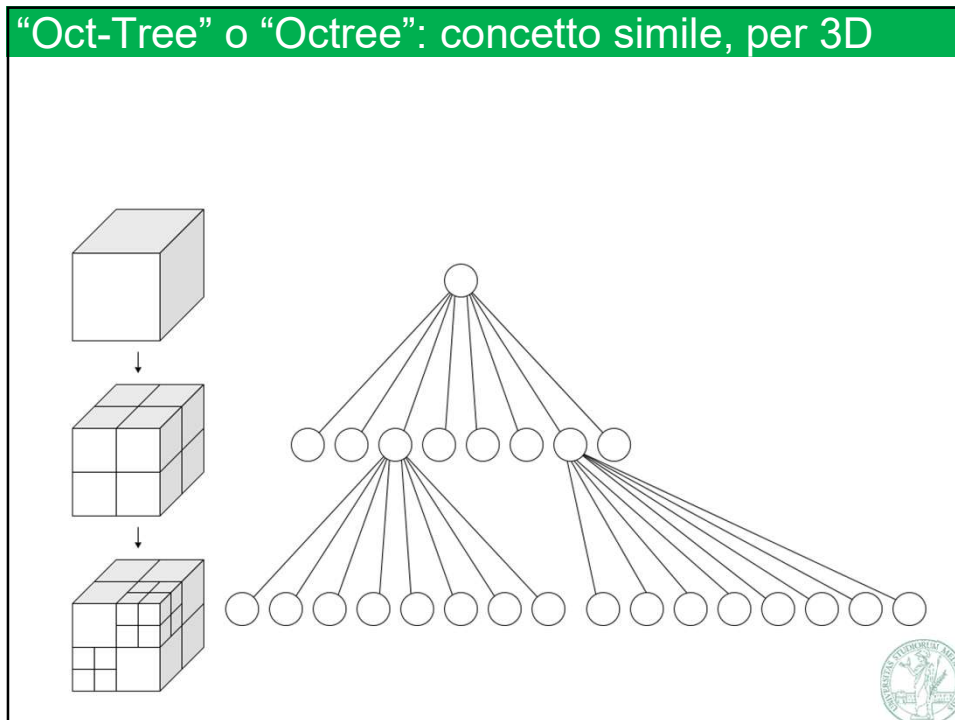 “Oct-Tree” o “Octree”: concetto simile, per 3D